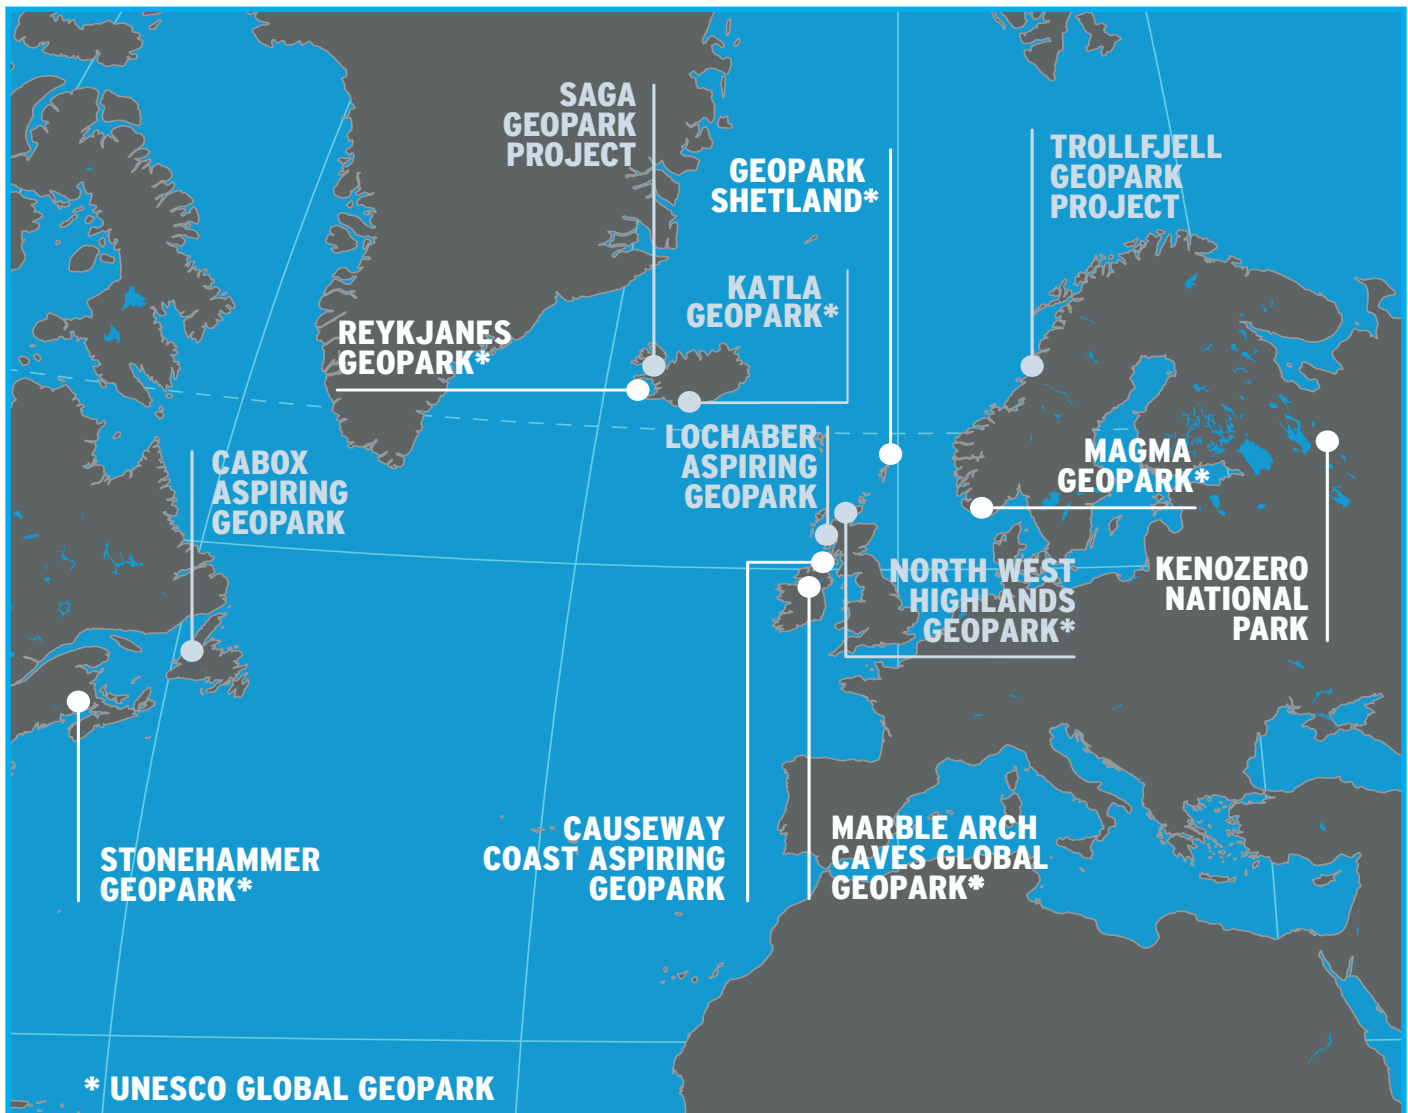 SAGA
GEOPARK
PROJECT
GEOPARK
SHETLAND*
TROLLFJELL
GEOPARK
PROJECT
KATLA
GEOPARK*
REYKJANES
GEOPARK*
LOCHABER
ASPIRING
GEOPARK
MAGMA
GEOPARK*
CABOX
ASPIRING
GEOPARK
NORTH WEST
HIGHLANDS
GEOPARK*
KENOZERO
NATIONAL
PARK
STONEHAMMER
GEOPARK*
CAUSEWAY
COAST ASPIRING
GEOPARK
MARBLE ARCH
CAVES GLOBAL
GEOPARK*
* UNESCO GLOBAL GEOPARK